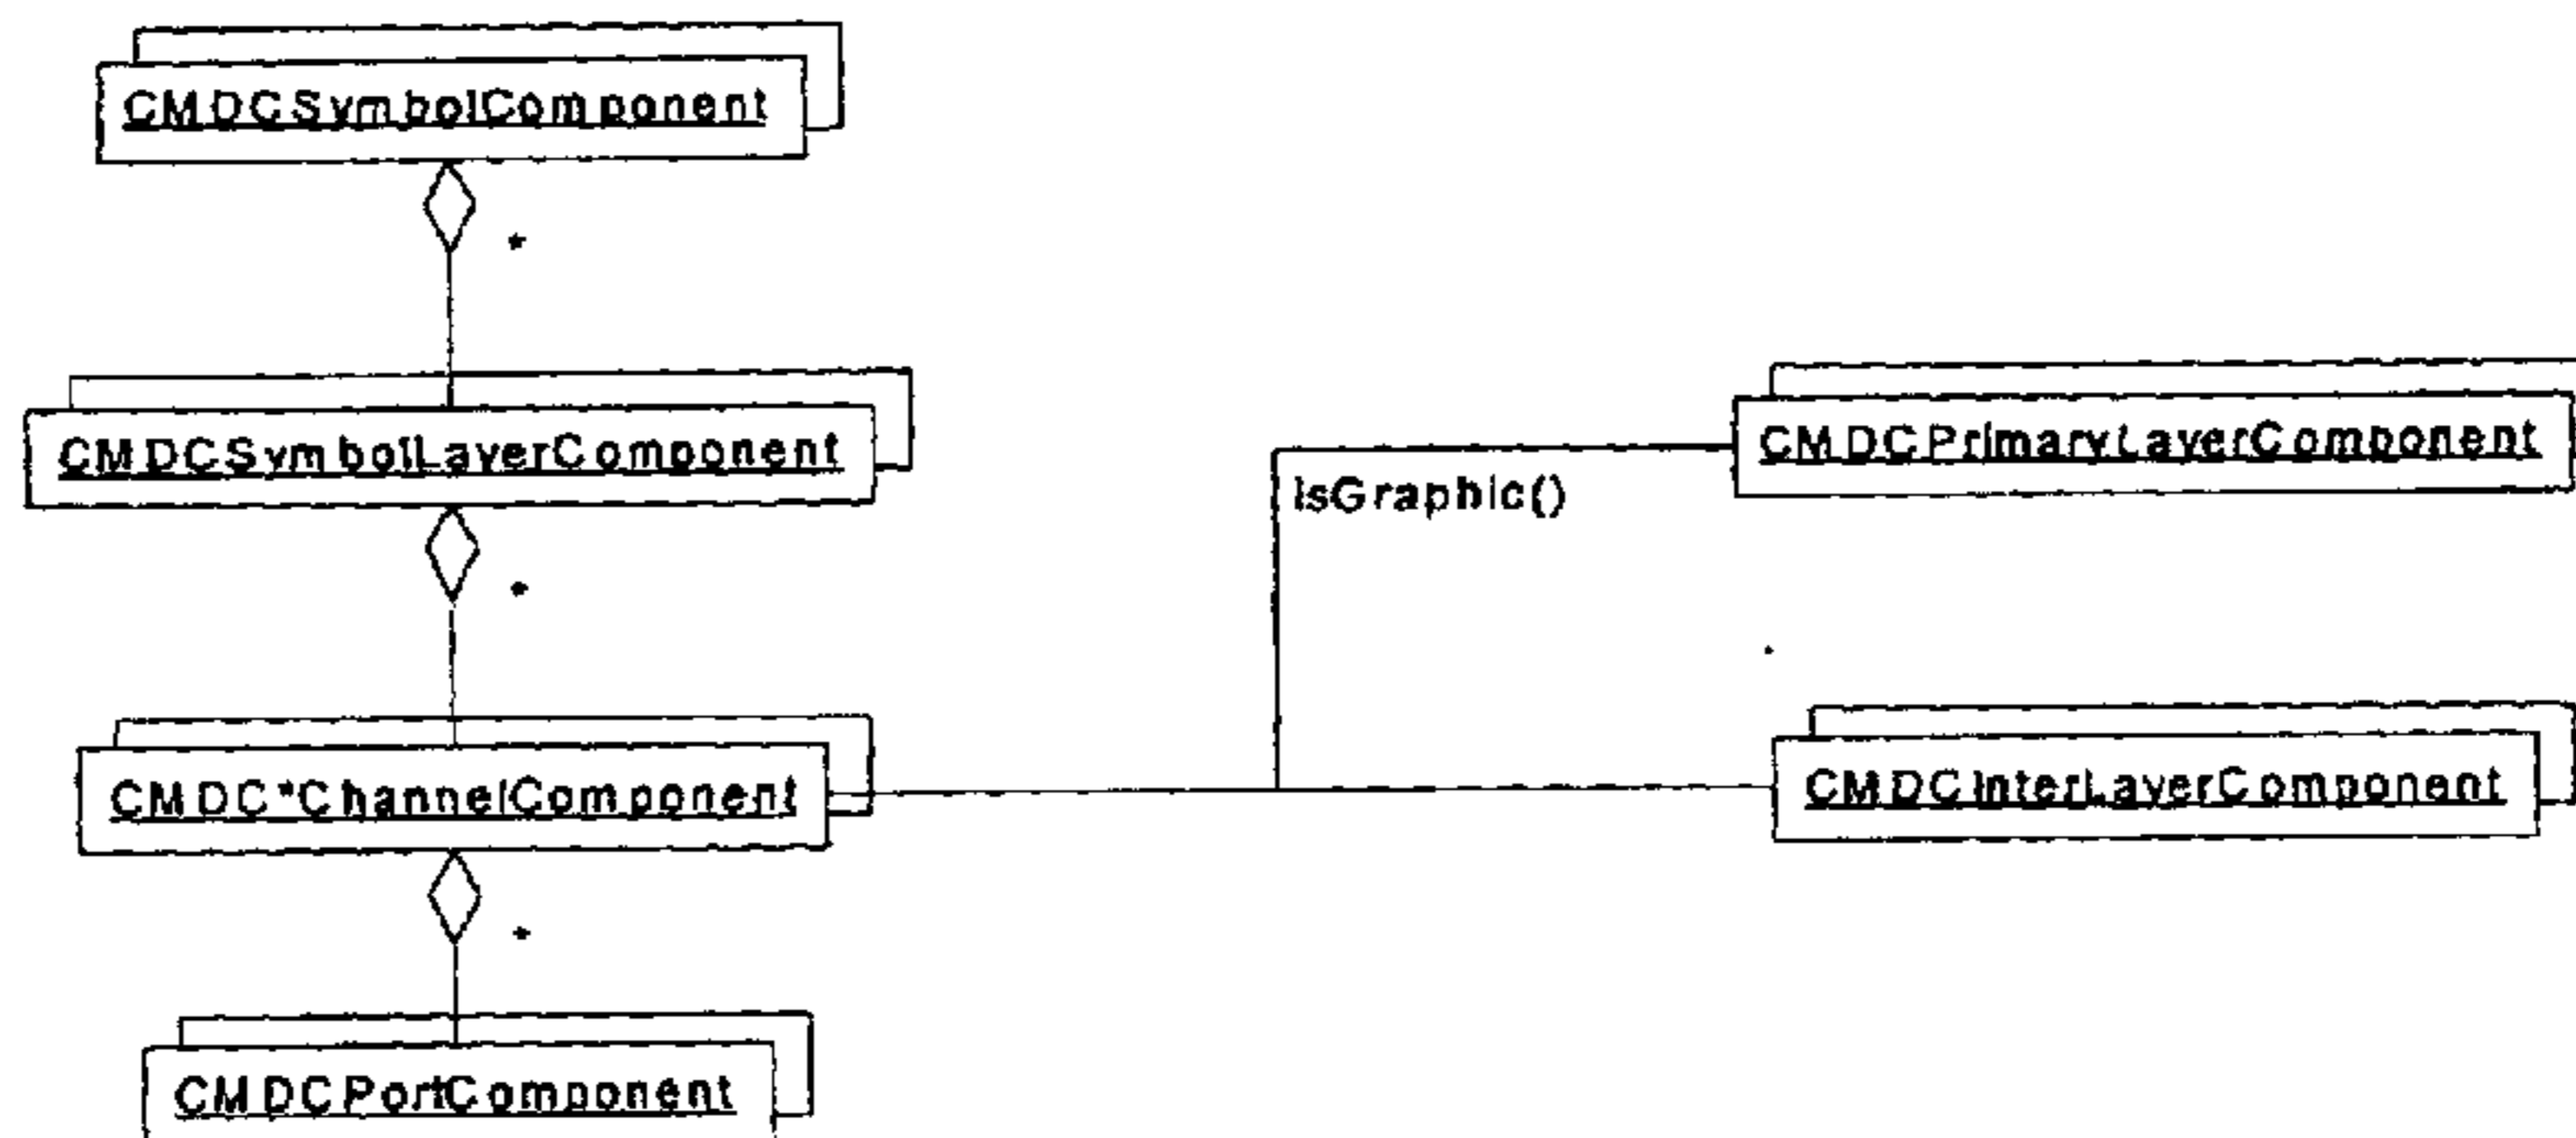 CMDCSymbolComponent
*
CMDCSymbolLayerComponent
CMDCPrimaryLayerComponent
isGraphic()
*
CMDC*ChannelComponent
CMDCInterLayerComponent
*
CMDCPortComponent